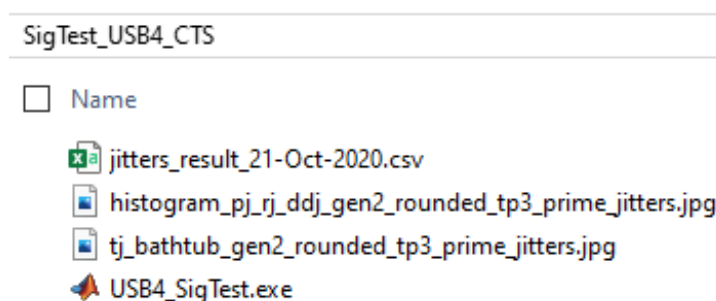 SigTest_USB4_CTS
Name
jitters_result_21-Oct-2020.csv
histogram_pj_rj_ddj_gen2_rounded_tp3_prime_jitters.jpg
tj_bathtub_gen2_rounded_tp3_prime_jitters.jpg
USB4_SigTest.exe